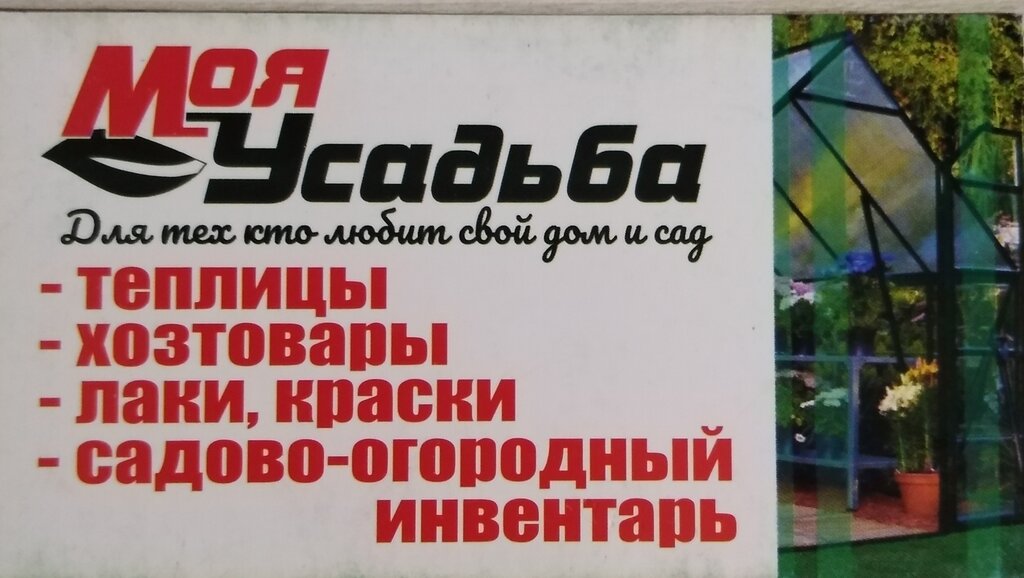 Моя
Усадьба
Для тех кто любит свой дом и сад
- теплицы
- хозтовары
- лаки, краски
- садово-огородный
инвентарь